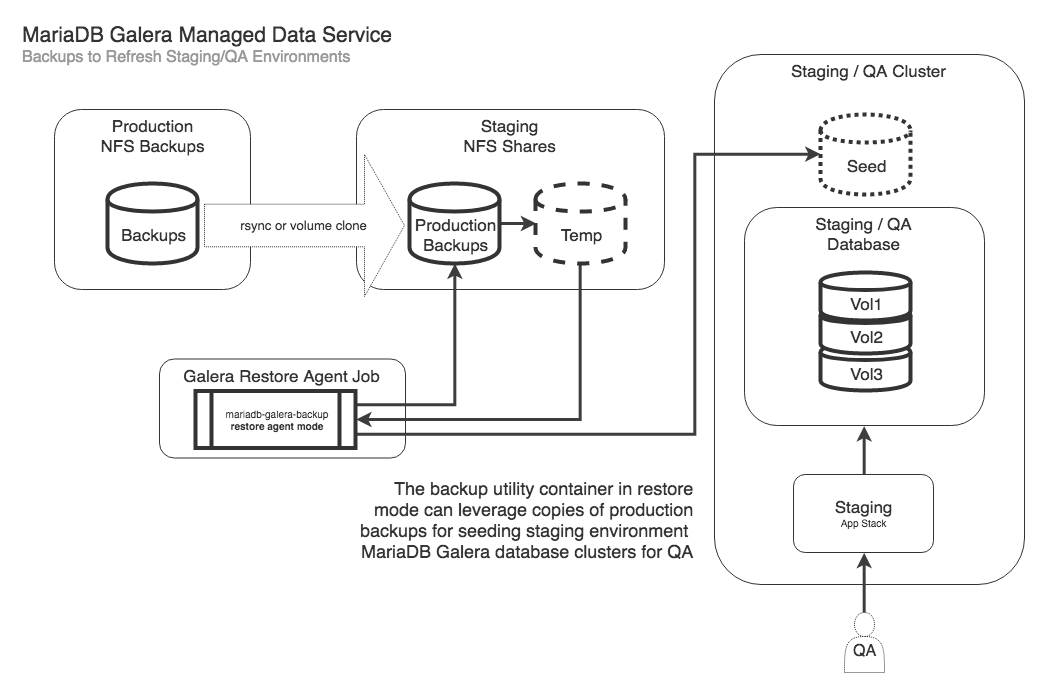 MariaDB Galera Managed Data Service
Backups to Refresh Staging/QA Environments
Production
NFS Backups
Backups
rsync or volume clone
Staging
NFS Shares
Production
Backups
Temp
Galera Restore Agent Job
mariadb-galera-backup
restore agent mode
The backup utility container in restore
mode can leverage copies of production
backups for seeding staging environment
MariaDB Galera database clusters for QA
Staging / QA Cluster
Seed
Staging / QA
Database
Vol1
Vol2
Vol3
Staging
App Stack
QA